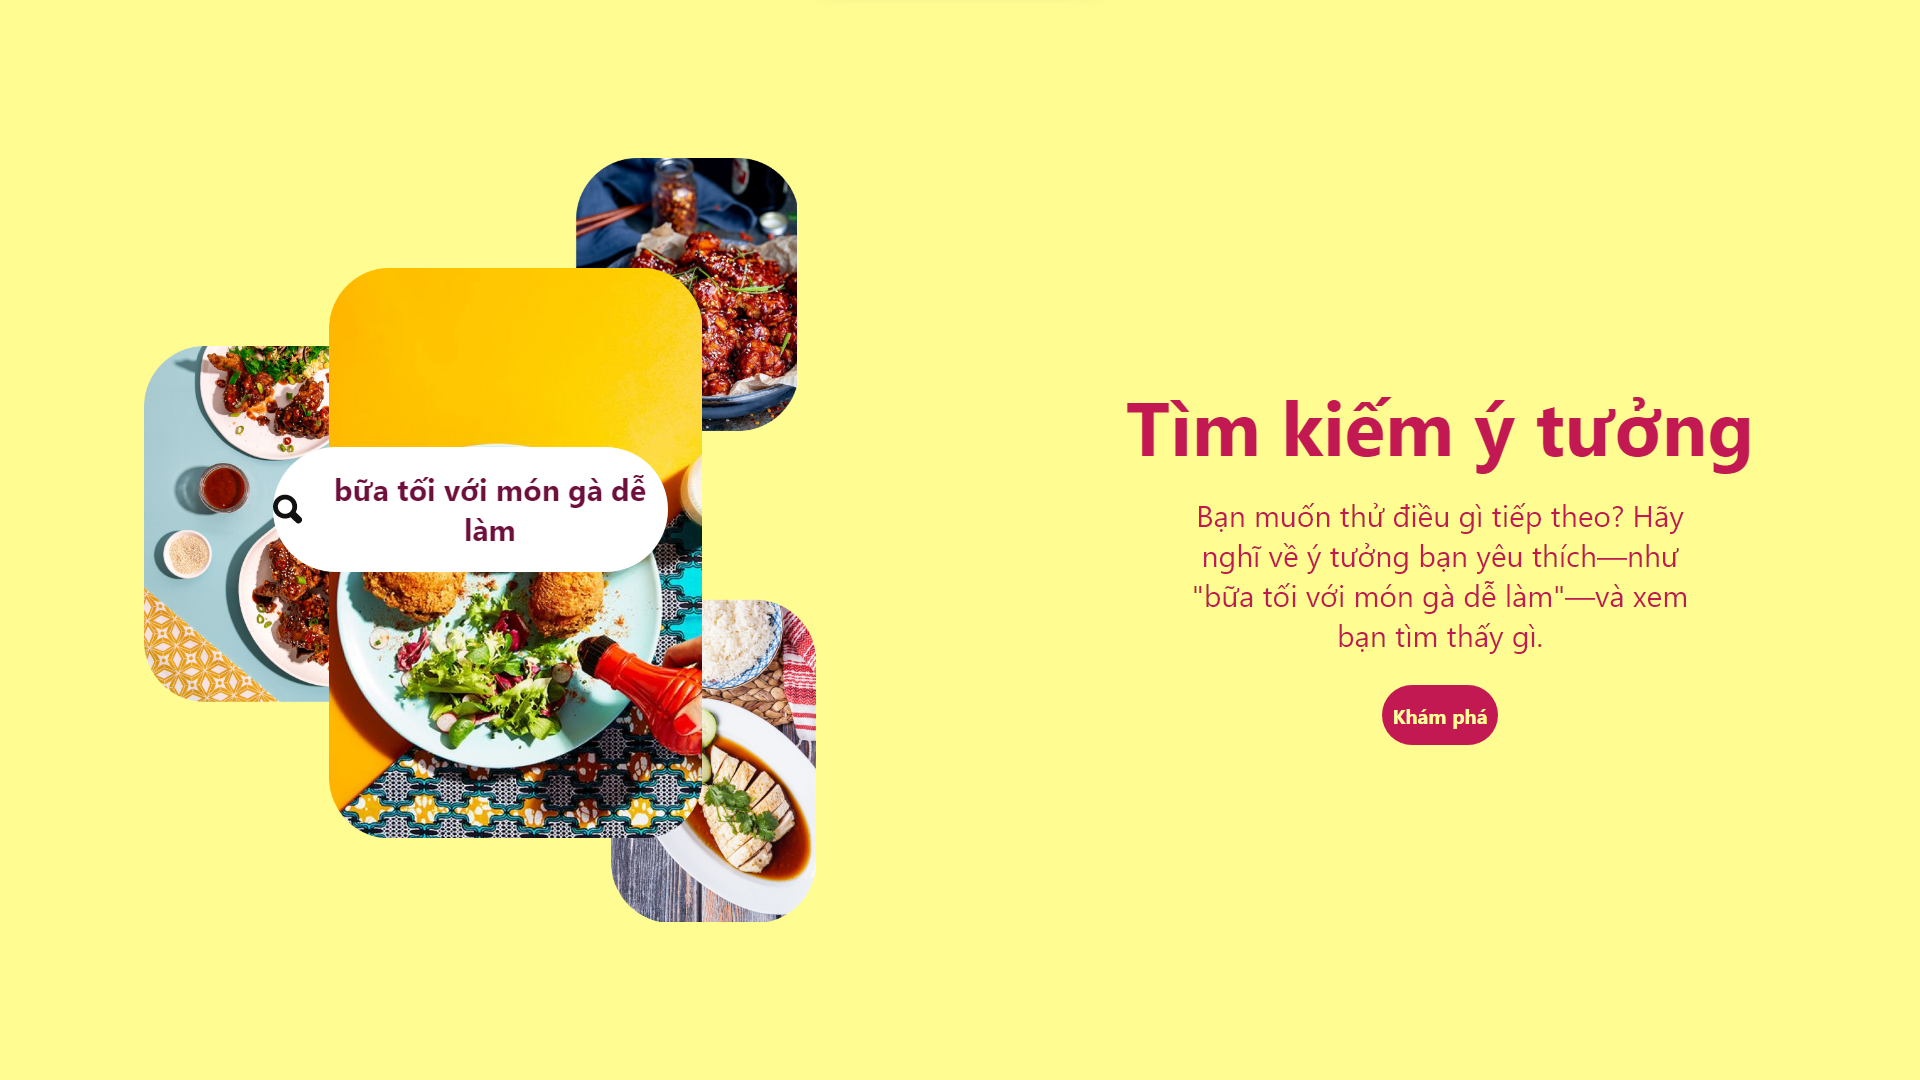 bữa tối với món gà dễ
làm
Tìm kiếm ý tưởng
Bạn muốn thử điều gì tiếp theo? Hãy
nghĩ về ý tưởng bạn yêu thích—như
"bữa tối với món gà dễ làm"—và xem
bạn tìm thấy gì.
Khám phá